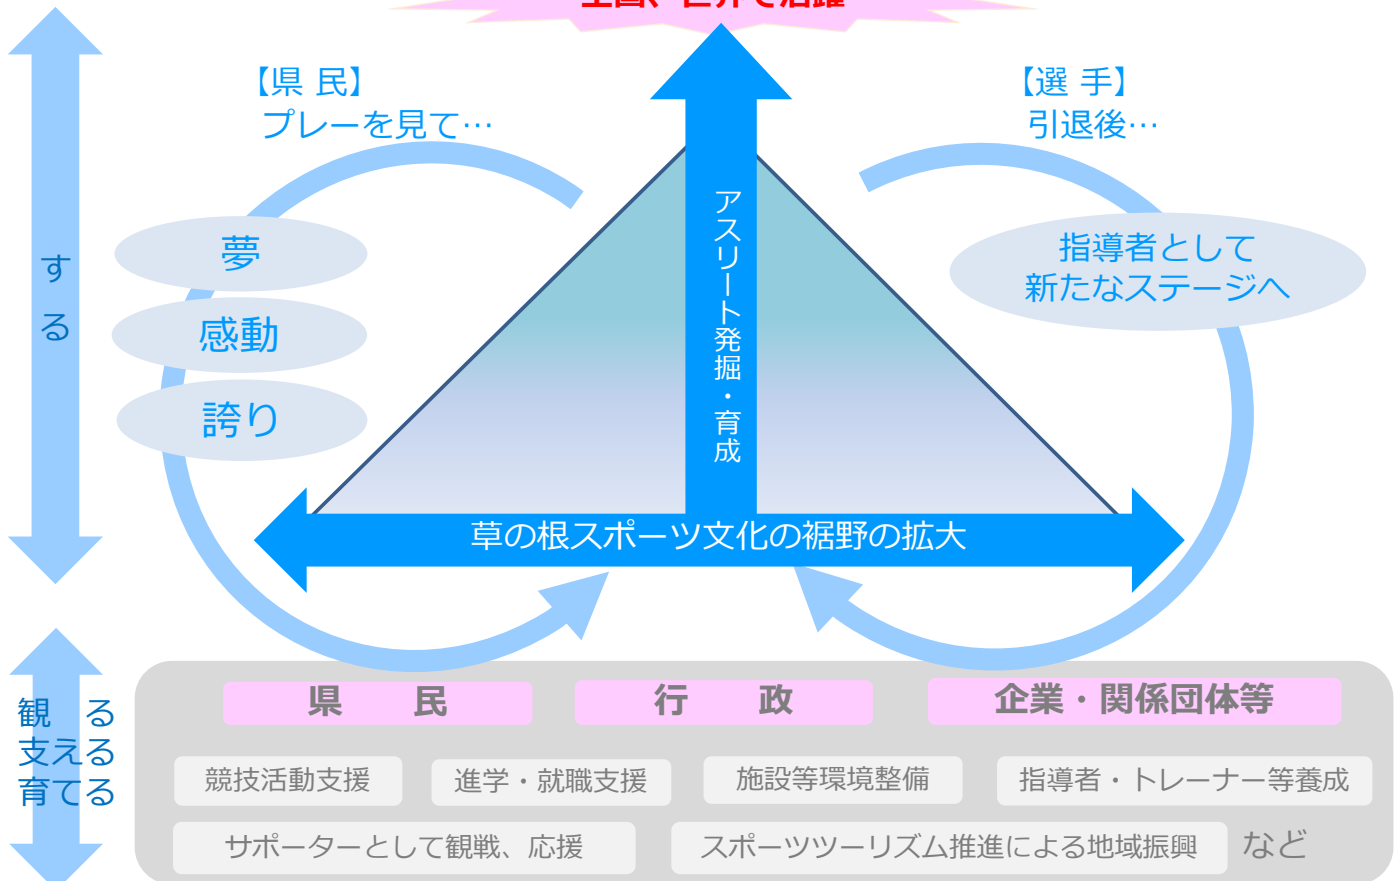 全国、世界で活躍
【県 民】
プレーを見て…
【選 手】
引退後…
す
る
夢
感動
誇り
アスリート発掘・育成
指導者として
新たなステージへ
草の根スポーツ文化の裾野の拡大
観 る
支える
育てる
県 民
行 政
企業・関係団体等
競技活動支援
進学・就職支援
施設等環境整備
指導者・トレーナー等養成
サポーターとして観戦、応援
スポーツツーリズム推進による地域振興
など